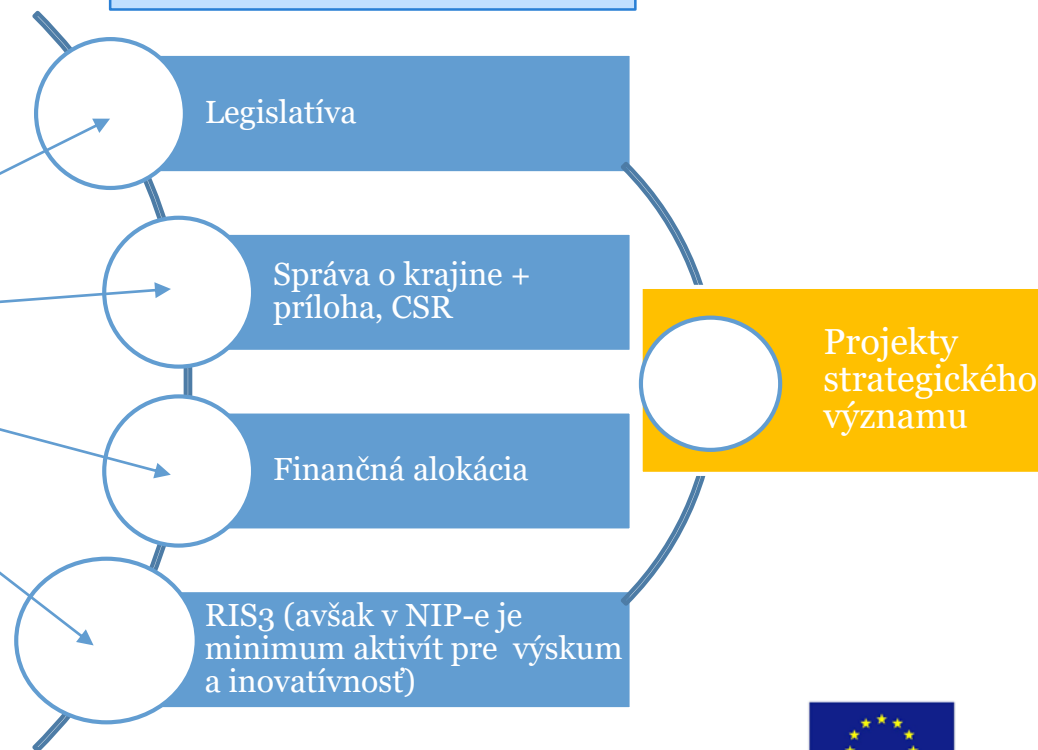 Legislatíva
Správa o krajine +
príloha, CSR
Finančná alokácia
RIS3 (avšak v NIP-e je
minimum aktivít pre  výskum
a inovatívnosť)
Projekty
strategického
významu